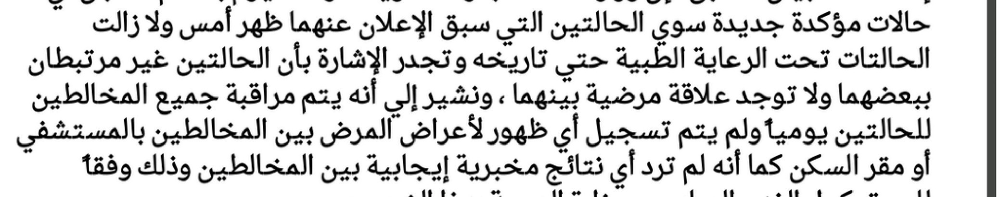 حالات مؤكدة جديدة سوي الحالتين التي سبق الإعلان عنهما ظهر أمس ولا زالت
الحالتات تحت الرعاية الطبية حتي تاريخه وتجدر الإشارة بأن الحالتين غير مرتبطان
ببعضهما ولا توجد علاقة مرضية بينهما ، ونشير إلي أنه يتم مراقبة جميع المخالطين
للحالتين يومياً ولم يتم تسجيل أي ظهور لأعراض المرض بين المخالطين بالمستشفي
أو مقر السكن كما أنه لم ترد أي نتائج مخبرية إيجابية بين المخالطين وذلك وفقاً